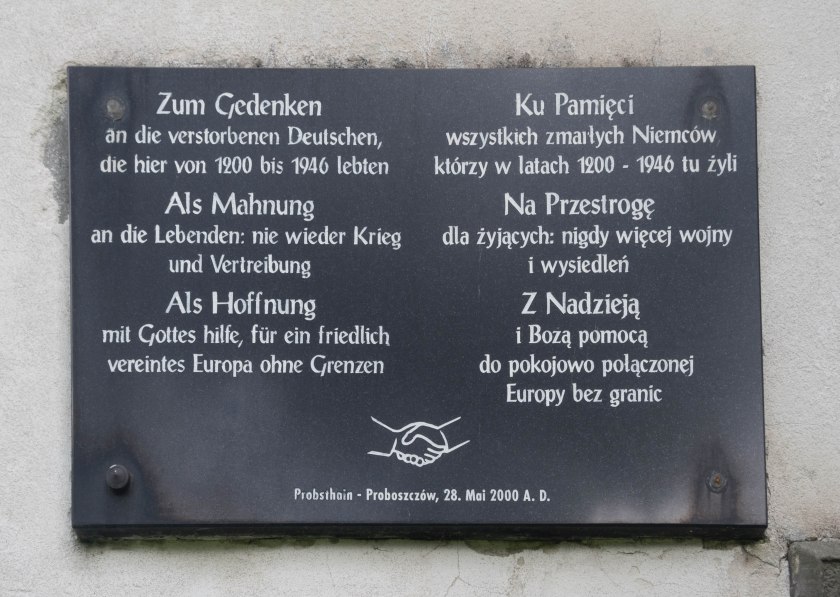 Zum Gedenken
an die verstorbenen Deutschen,
die hier von 1200 bis 1946 lebten
Als Mahnung
an die Lebenden: nie wieder Krieg
und Vertreibung
Als Hoffnung
mit Gottes hilfe, für ein friedlich
vereintes Europa ohne Grenzen
Ku Pamięci
wszystkich zmarłych Niemców
którzy w latach 1200 - 1946 tu żyli
Na Przestrogę
dla żyjących: nigdy więcej wojny
i wysiedleń
Z Nadzieją
i Bożą pomocą
do pokojowo połączonej
Europy bez granic
Probsthain - Proboszczów, 28. Mai 2000 A. D.